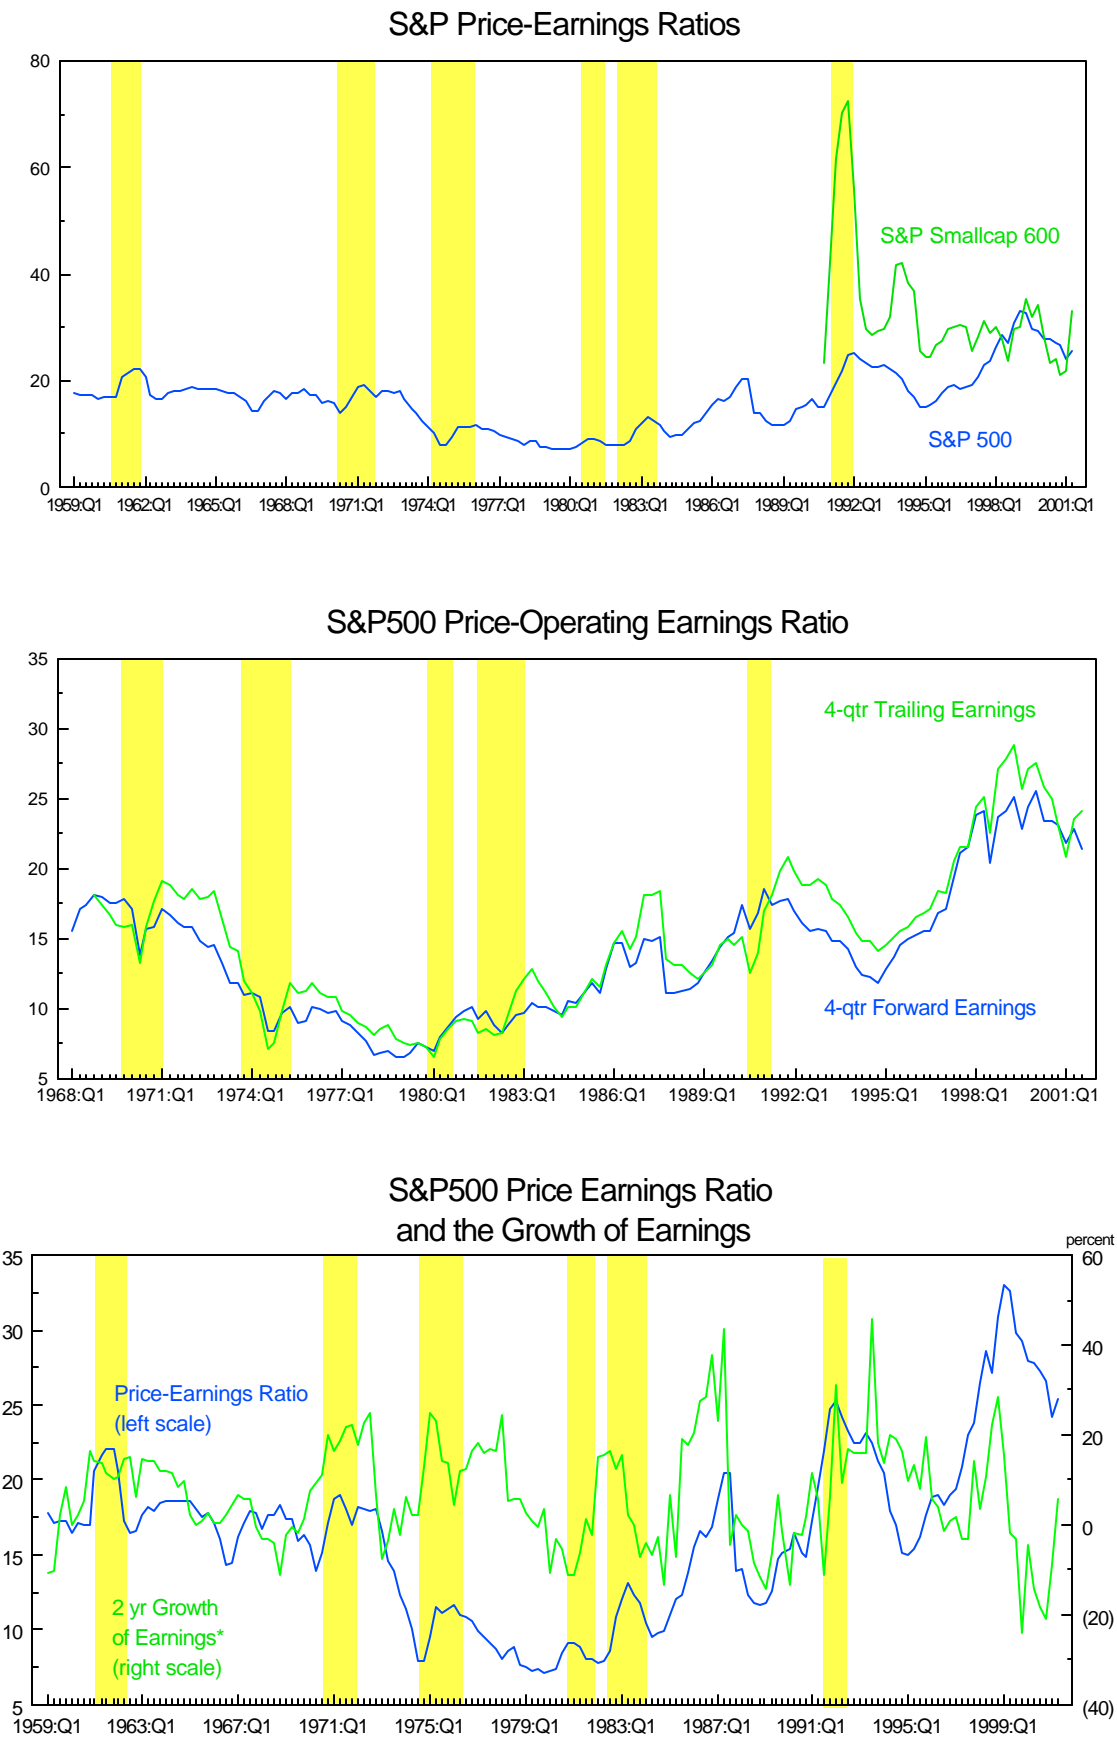 S&P Price-Earnings Ratios
80
60
40
20
0
S&P Smallcap 600
S&P 500
1959:Q1 1962:Q1 1965:Q1 1968:Q1 1971:Q1 1974:Q1 1977:Q1 1980:Q1 1983:Q1 1986:Q1 1989:Q1 1992:Q1 1995:Q1 1998:Q1 2001:Q1
S&P500 Price-Operating Earnings Ratio
35
30
25
20
15
10
5
4-qtr Trailing Earnings
4-qtr Forward Earnings
1968:Q1 1971:Q1 1974:Q1 1977:Q1 1980:Q1 1983:Q1 1986:Q1 1989:Q1 1992:Q1 1995:Q1 1998:Q1 2001:Q1
S&P500 Price Earnings Ratio
and the Growth of Earnings
percent
35
30
25
20
15
10
5
60
40
20
0
(20)
(40)
Price-Earnings Ratio
(left scale)
2 yr Growth
of Earnings*
(right scale)
1959:Q1 1963:Q1 1967:Q1 1971:Q1 1975:Q1 1979:Q1 1983:Q1 1987:Q1 1991:Q1 1995:Q1 1999:Q1